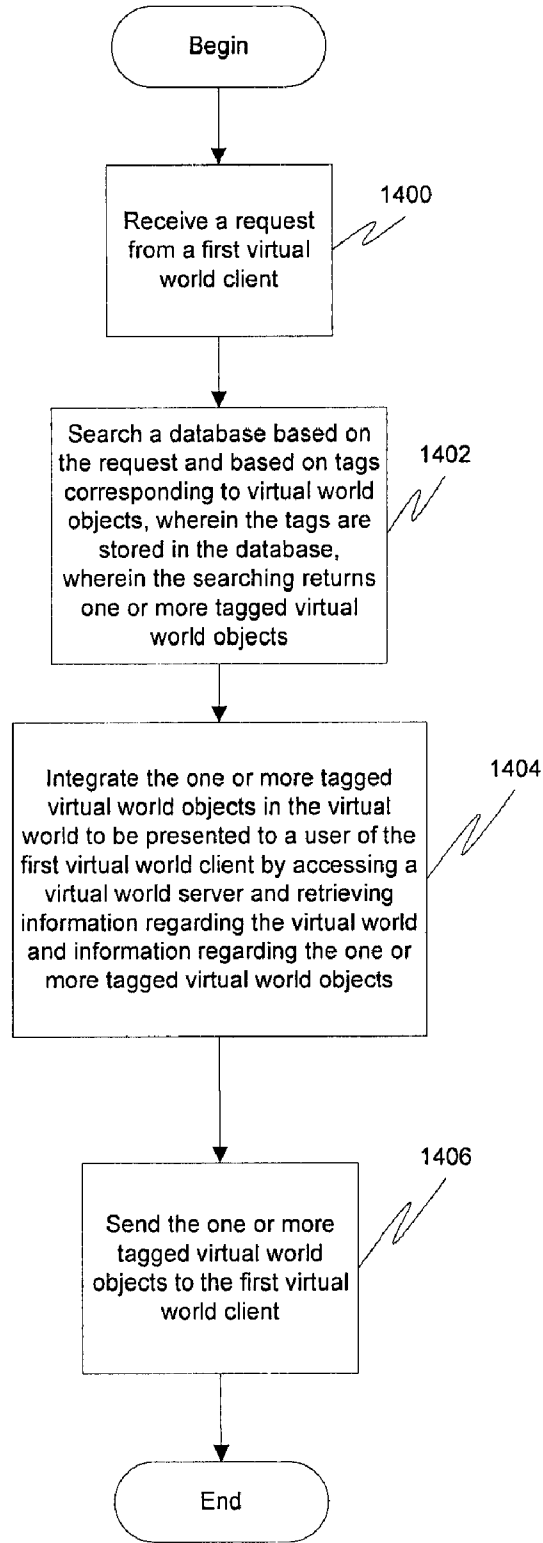 Begin
1400
Receive a request
from a first virtual
world client
1402
Search a database based on
the request and based on tags
corresponding to virtual world
objects, wherein the tags are
stored in the database,
wherein the searching returns
one or more tagged virtual
world objects
1404
Integrate the one or more tagged
virtual world objects in the virtual
world to be presented to a user of the
first virtual world client by accessing a
virtual world server and retrieving
information regarding the virtual world
and information regarding the one or
more tagged virtual world objects
1406
Send the one or more
tagged virtual world
objects to the first virtual
world client
End